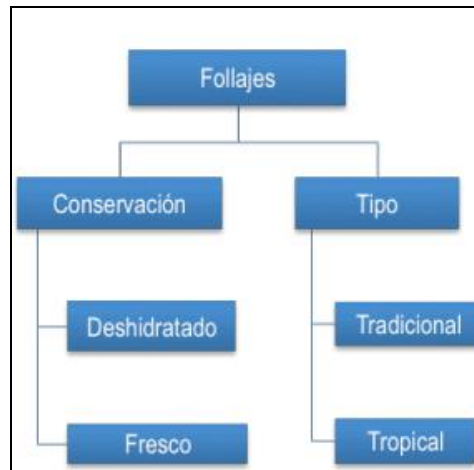 Follajes
Conservación
Tipo
Deshidratado
Tradicional
Fresco
Tropical